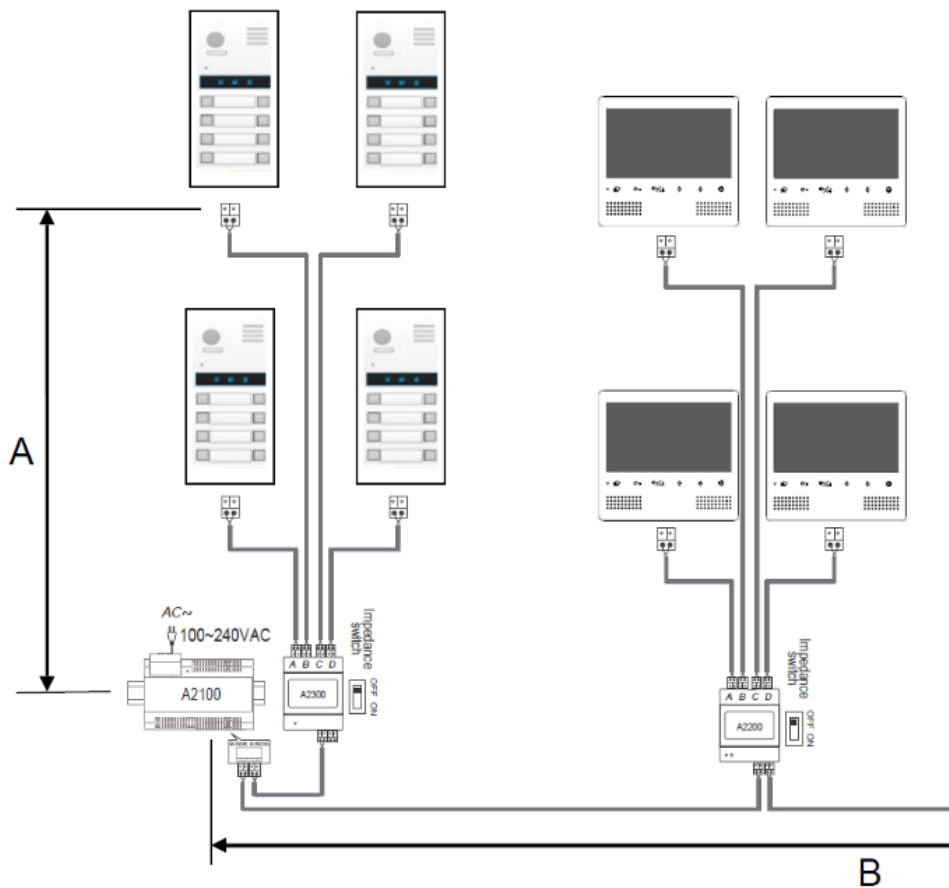 A
AC~
100~240VAC
A2100
A B C D
A2300
Impedance
switch
OFF ON
A B C D
A2200
Impedance
switch
OFF ON
B